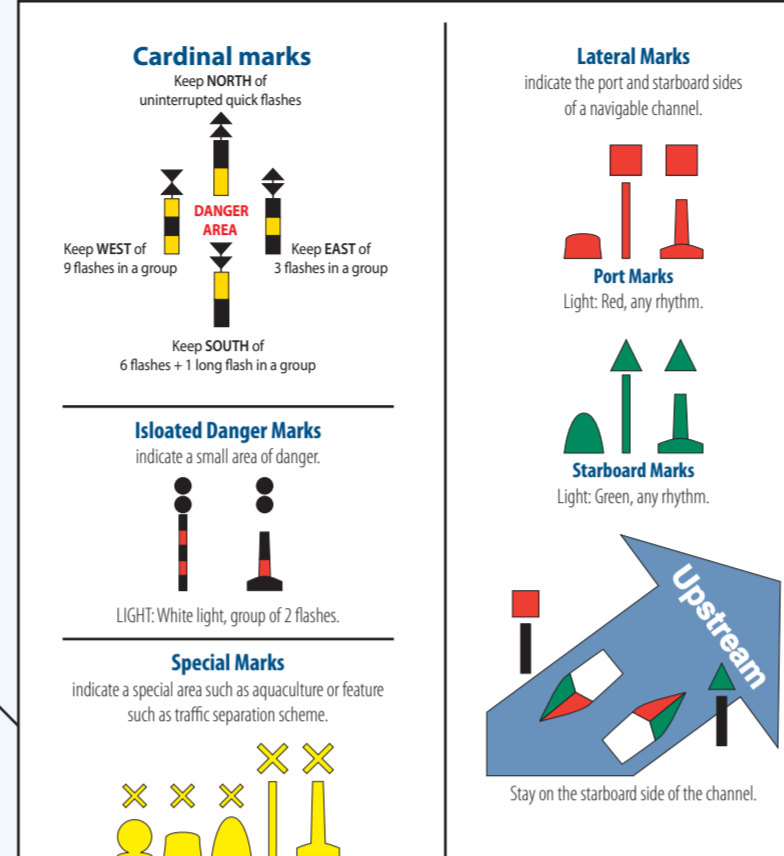 Cardinal marks
Keep NORTH of
uninterrupted quick flashes
DANGER
AREA
Keep WEST of
9 flashes in a group
Keep EAST of
3 flashes in a group
Keep SOUTH of
6 flashes + 1 long flash in a group
Isloated Danger Marks
indicate a small area of danger.
LIGHT: White light, group of 2 flashes.
Special Marks
indicate a special area such as aquaculture or feature
such as traffic separation scheme.
Lateral Marks
indicate the port and starboard sides
of a navigable channel.
Port Marks
Light: Red, any rhythm.
Starboard Marks
Light: Green, any rhythm.
Upstream
Stay on the starboard side of the channel.